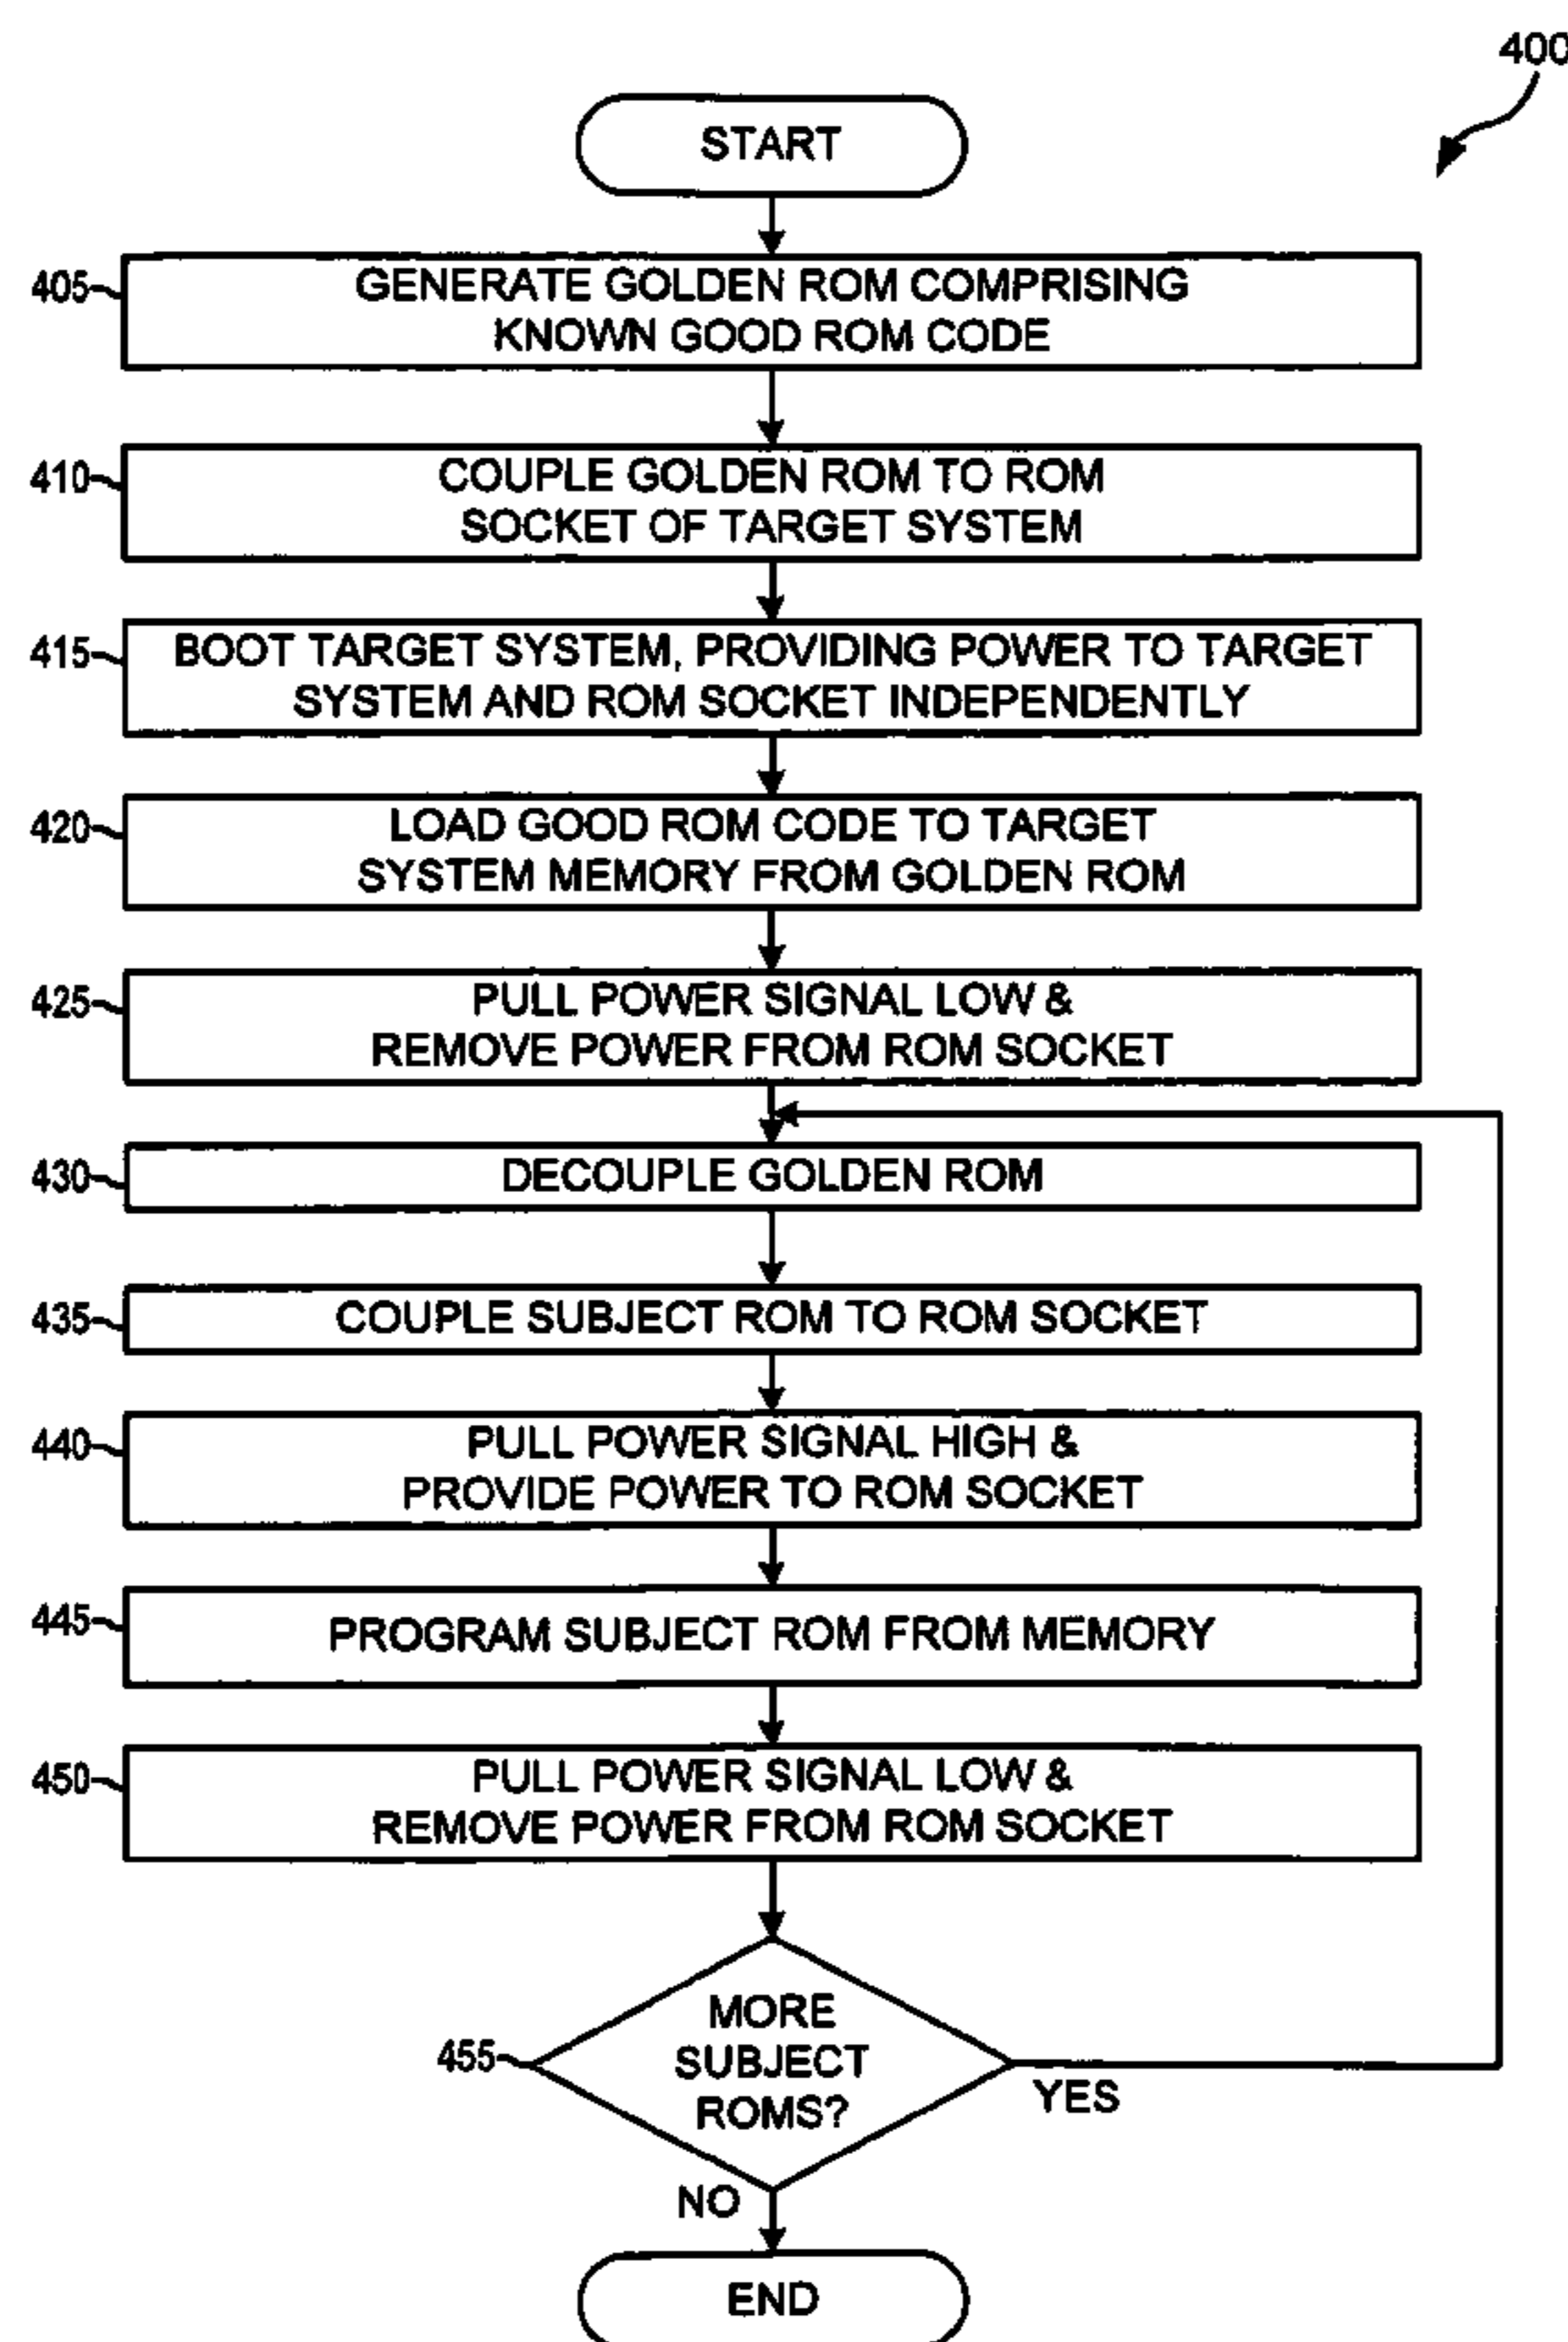 400
START
405
GENERATE GOLDEN ROM COMPRISING
KNOWN GOOD ROM CODE
410
COUPLE GOLDEN ROM TO ROM
SOCKET OF TARGET SYSTEM
415
BOOT TARGET SYSTEM, PROVIDING POWER TO TARGET
SYSTEM AND ROM SOCKET INDEPENDENTLY
420
LOAD GOOD ROM CODE TO TARGET
SYSTEM MEMORY FROM GOLDEN ROM
425
PULL POWER SIGNAL LOW &
REMOVE POWER FROM ROM SOCKET
430
DECOUPLE GOLDEN ROM
435
COUPLE SUBJECT ROM TO ROM SOCKET
440
PULL POWER SIGNAL HIGH &
PROVIDE POWER TO ROM SOCKET
445
PROGRAM SUBJECT ROM FROM MEMORY
450
PULL POWER SIGNAL LOW &
REMOVE POWER FROM ROM SOCKET
455
MORE
SUBJECT
ROMS?
YES
NO
END